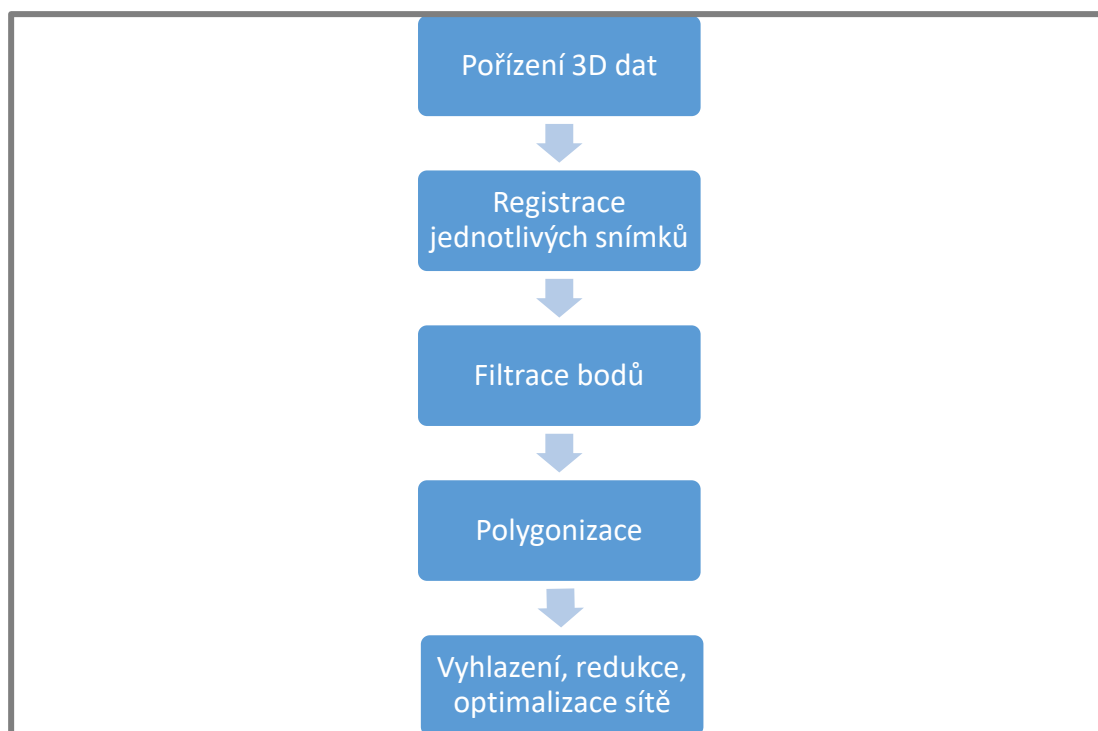 Pořízení 3D dat
Registrace
jednotlivých snímků
Filtrace bodů
Polygonizace
Vyhlazení, redukce,
optimalizace sítě